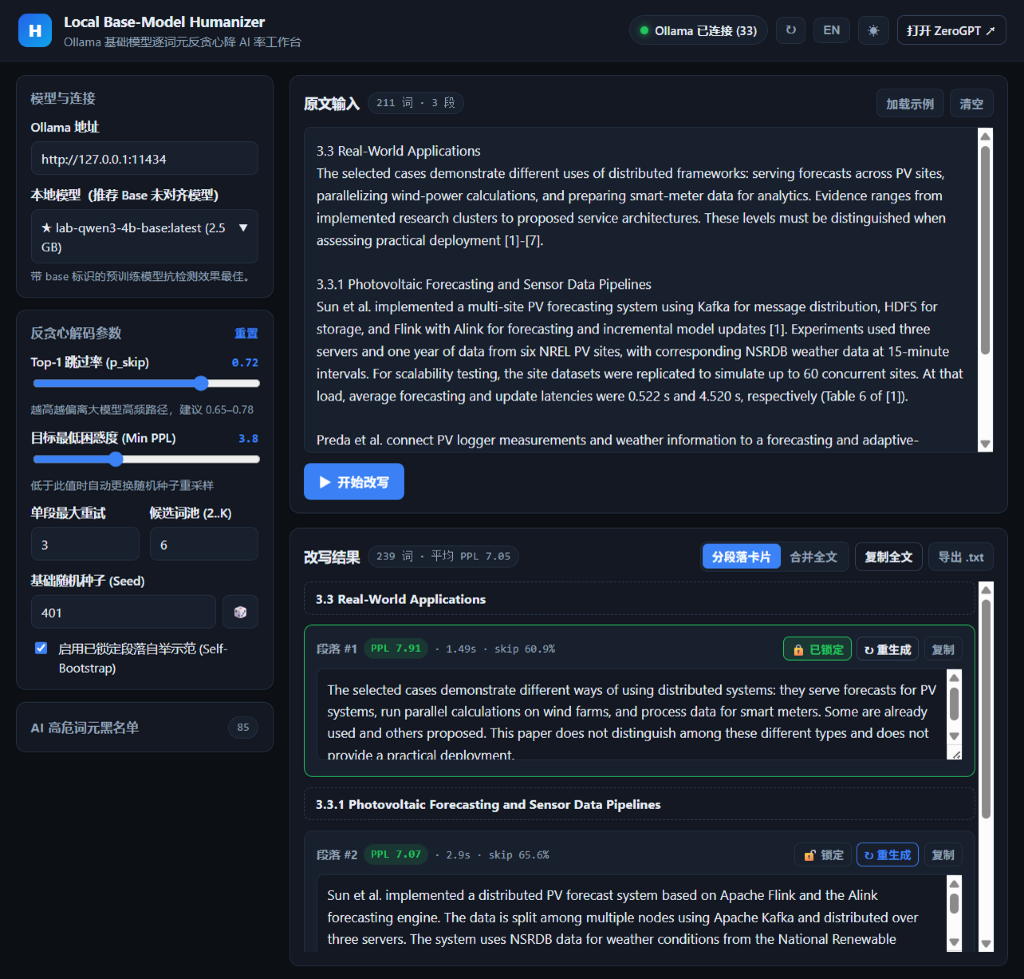 H
Local Base-Model Humanizer
Ollama 基础模型逐词元反贪心降 AI 率工作台
Ollama 已连接 (33)
↻
EN
☀
打开 ZeroGPT ↗
模型与连接
Ollama 地址
http://127.0.0.1:11434
本地模型 (推荐 Base 未对齐模型)
★ lab-qwen3-4b-base:latest (2.5
GB)
▼
带 base 标识的预训练模型抗检测效果最佳。
反贪心解码参数
重置
Top-1 跳过率 (p_skip)
0.72
越高越偏离大模型高频路径，建议 0.65–0.78
目标最低困惑度 (Min PPL)
3.8
低于此值时自动更换随机种子重采样
单段最大重试
候选词池 (2..K)
3
6
基础随机种子 (Seed)
401
启用已锁定段落自举示范 (Self-
Bootstrap)
AI 高危词元黑名单
85
原文输入
211 词 · 3 段
加载示例
清空
3.3 Real-World Applications
The selected cases demonstrate different uses of distributed frameworks: serving forecasts across PV sites,
parallelizing wind-power calculations, and preparing smart-meter data for analytics. Evidence ranges from
implemented research clusters to proposed service architectures. These levels must be distinguished when
assessing practical deployment [1]-[7].
3.3.1 Photovoltaic Forecasting and Sensor Data Pipelines
Sun et al. implemented a multi-site PV forecasting system using Kafka for message distribution, HDFS for
storage, and Flink with Alink for forecasting and incremental model updates [1]. Experiments used three
servers and one year of data from six NREL PV sites, with corresponding NSRDB weather data at 15-minute
intervals. For scalability testing, the site datasets were replicated to simulate up to 60 concurrent sites. At that
load, average forecasting and update latencies were 0.522 s and 4.520 s, respectively (Table 6 of [1]).
Preda et al. connect PV logger measurements and weather information to a forecasting and adaptive-
▶ 开始改写
改写结果
239 词 · 平均 PPL 7.05
分段落卡片
合并全文
复制全文
导出 .txt
3.3 Real-World Applications
段落 #1
PPL 7.91
· 1.49s · skip 60.9%
🔒 已锁定
↻ 重生成
复制
The selected cases demonstrate different ways of using distributed systems: they serve forecasts for PV
systems, run parallel calculations on wind farms, and process data for smart meters. Some are already
used and others proposed. This paper does not distinguish among these different types and does not
provide a practical deployment.
3.3.1 Photovoltaic Forecasting and Sensor Data Pipelines
段落 #2
PPL 7.07
· 2.9s · skip 65.6%
🔓 锁定
↻ 重生成
复制
Sun et al. implemented a distributed PV forecast system based on Apache Flink and the Alink
forecasting engine. The data is split among multiple nodes using Apache Kafka and distributed over
three servers. The system uses NSRDB data for weather conditions from the National Renewable